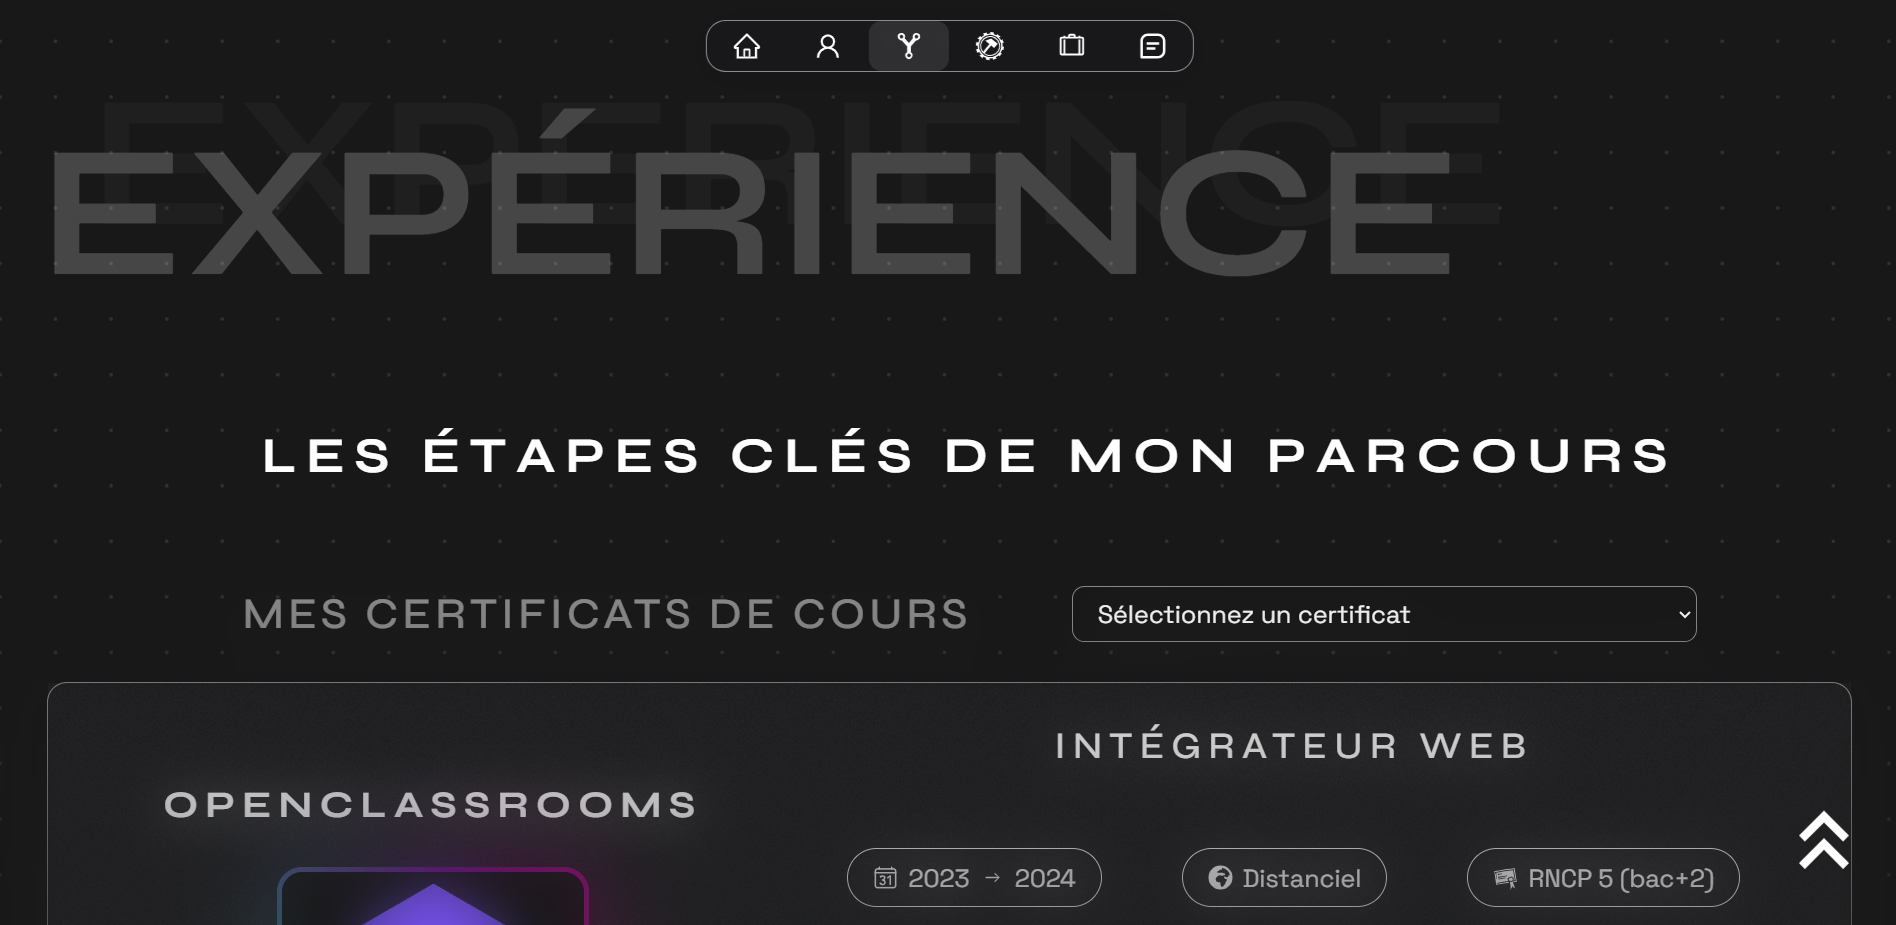 EXPÉRIENCE
EXPÉRIENCE
LES ÉTAPES CLÉS DE MON PARCOURS
MES CERTIFICATS DE COURS
Sélectionnez un certificat
INTÉGRATEUR WEB
OPENCLASSROOMS
31 2023 → 2024
Distanciel
RNCP 5 (bac+2)